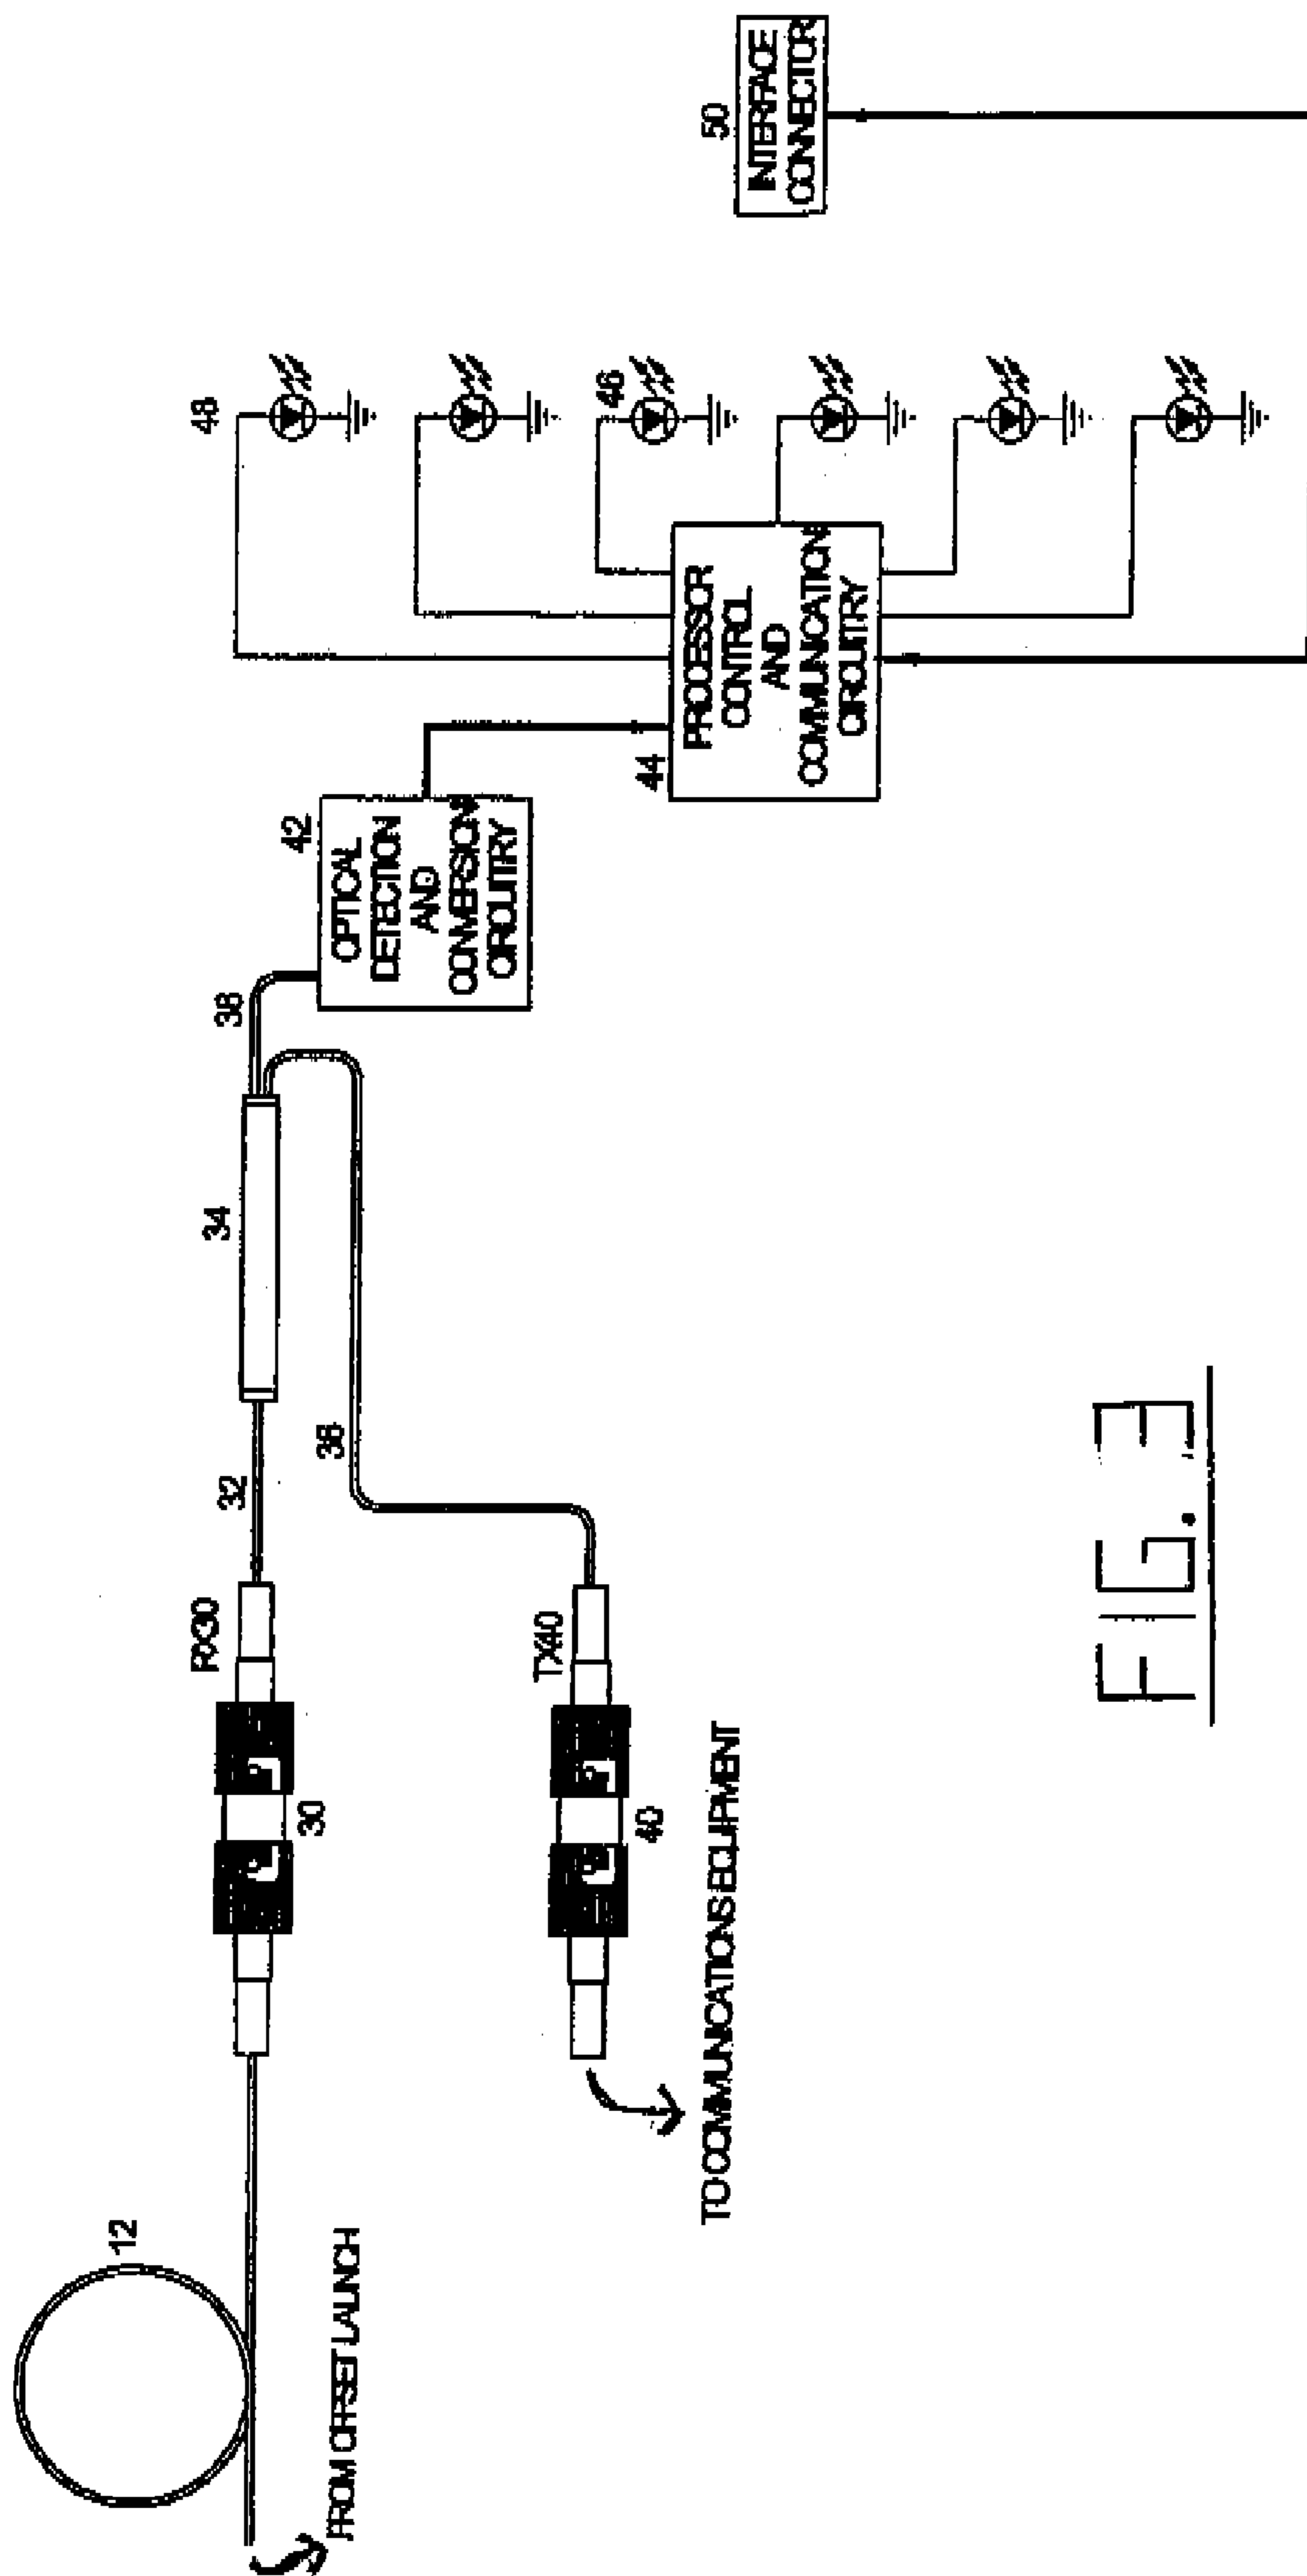 12
FROM OFFSET LAUNCH
RX30
30
32
34
38
36
TX40
40
TO COMMUNICATIONS EQUIPMENT
42
OPTICAL
DETECTION
AND
CONVERSION
CIRCUITRY
44
PROCESSOR
CONTROL
AND
COMMUNICATION
CIRCUITRY
48
46
50
INTERFACE
CONNECTOR
FIG. 3